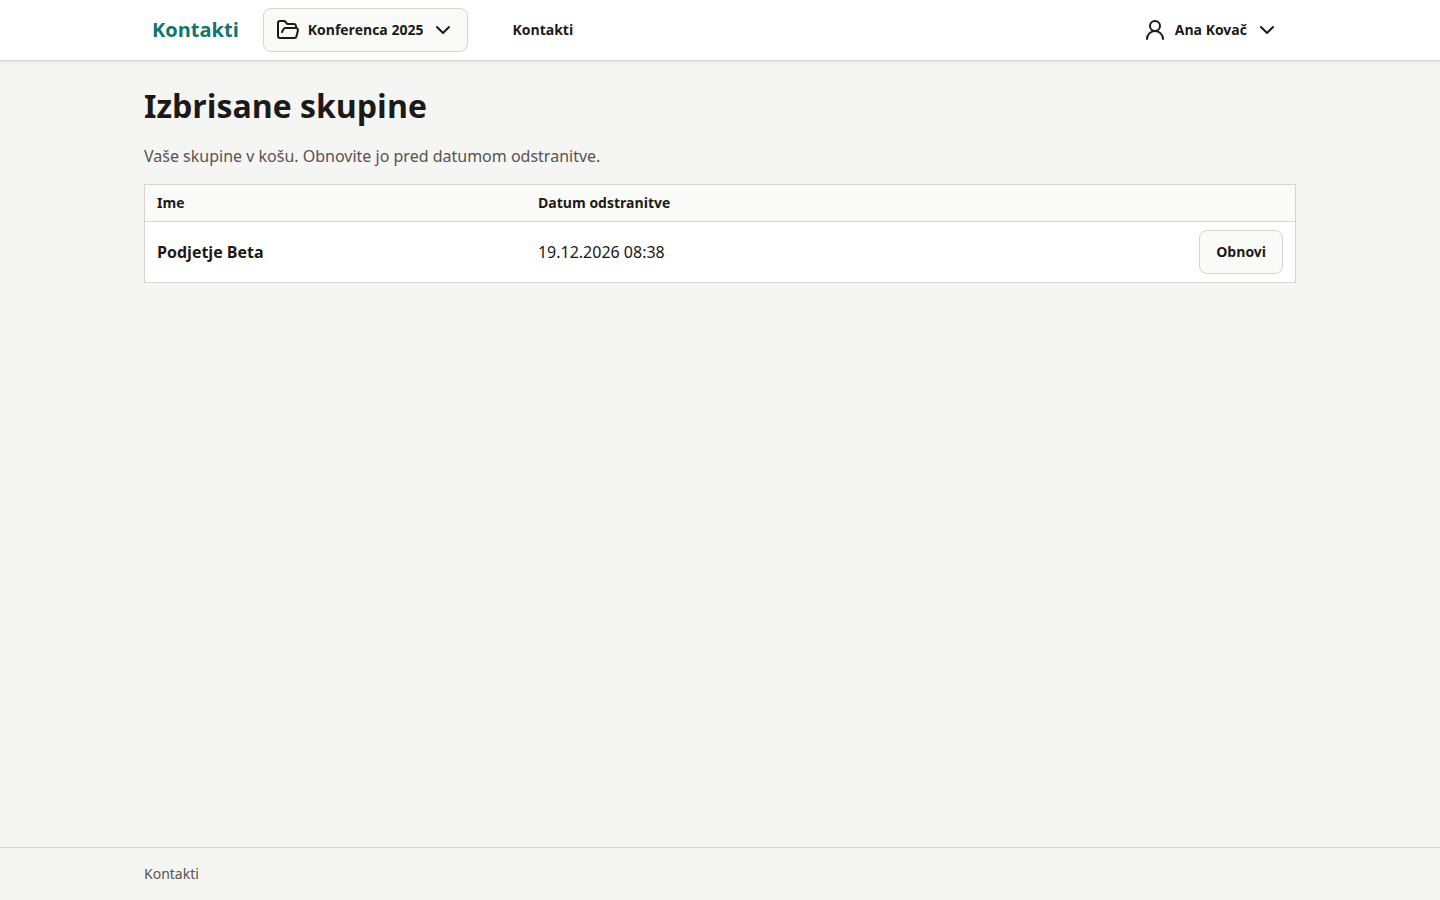 Kontakti
Konferenca 2025
Kontakti
Ana Kovač
Izbrisane skupine
Vaše skupine v košu. Obnovite jo pred datumom odstranitve.
Ime
Datum odstranitve
Podjetje Beta
19.12.2026 08:38
Obnovi
Kontakti